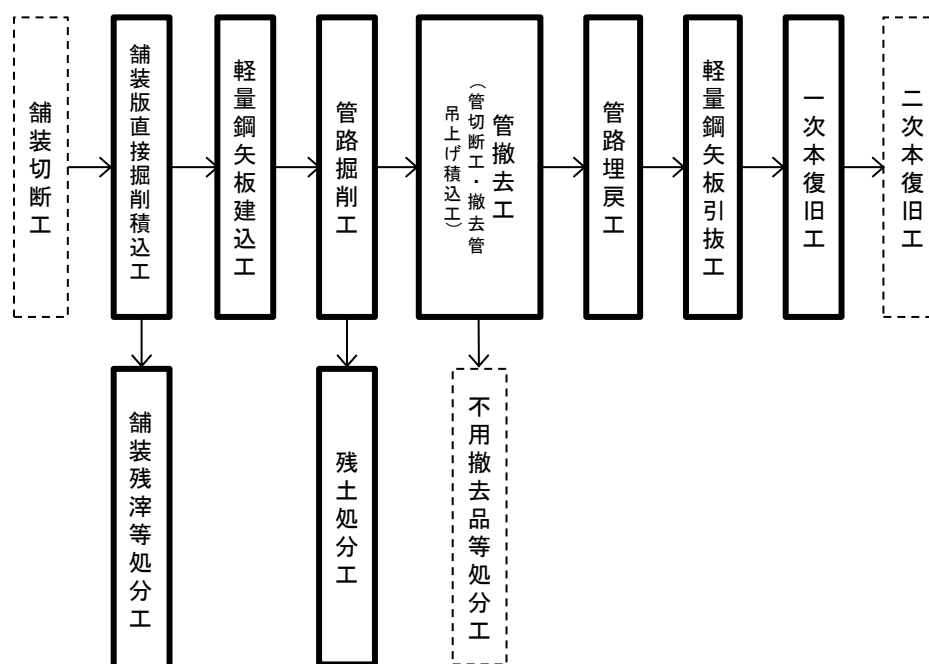 舗装切断工
舗装版直接掘削積込工
軽量鋼矢板建込工
管路掘削工
管撤去工
（管切断工・撤去管
吊上げ積込工）
管路埋戻工
軽量鋼矢板引抜工
一次本復旧工
二次本復旧工
舗装残滓等処分工
残土処分工
不用撤去品等処分工